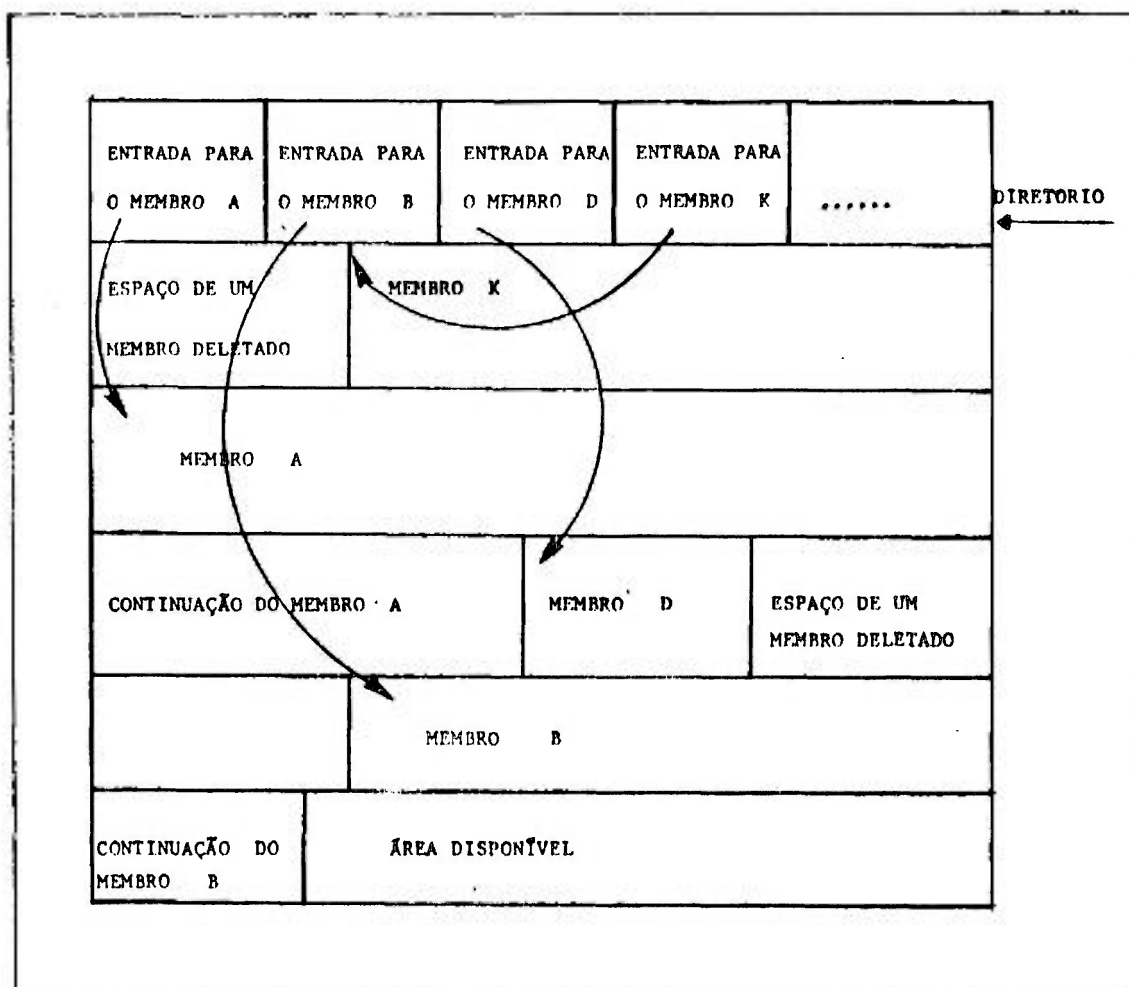 ENTRADA PARA
O MEMBRO A
ENTRADA PARA
O MEMBRO B
ENTRADA PARA
O MEMBRO D
ENTRADA PARA
O MEMBRO K
......
DIRETORIO
ESPAÇO DE UM
MEMBRO DELETADO
MEMBRO K
MEMBRO A
CONTINUAÇÃO DO MEMBRO A
MEMBRO D
ESPAÇO DE UM
MEMBRO DELETADO
MEMBRO B
CONTINUAÇÃO DO
MEMBRO B
ÁREA DISPONÍVEL